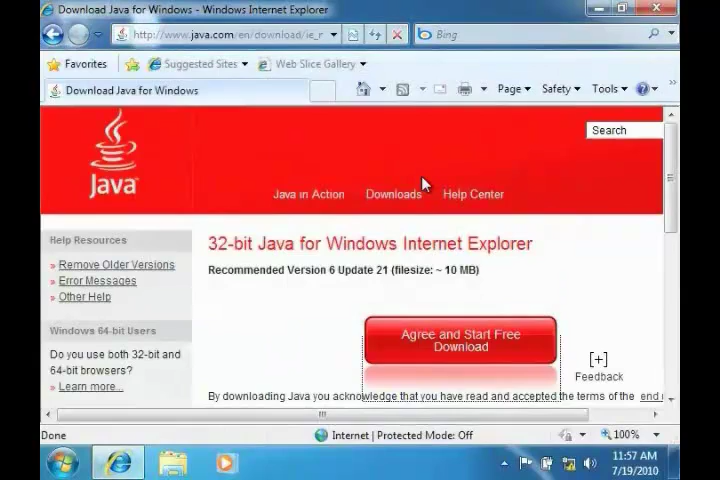 Download Java for Windows - Windows Internet Explorer
http://www.java.com/en/download/ie_r
Bing
Favorites
Suggested Sites
Web Slice Gallery
Download Java for Windows
Page
Safety
Tools
Java
Search
Java in Action
Downloads
Help Center
Help Resources
» Remove Older Versions
» Error Messages
» Other Help
Windows 64-bit Users
Do you use both 32-bit and
64-bit browsers?
» Learn more...
32-bit Java for Windows Internet Explorer
Recommended Version 6 Update 21 (filesize: ~ 10 MB)
Agree and Start Free
Download
[+]
Feedback
By downloading Java you acknowledge that you have read and accepted the terms of the end
Done
Internet | Protected Mode: Off
100%
11:57 AM
7/19/2010